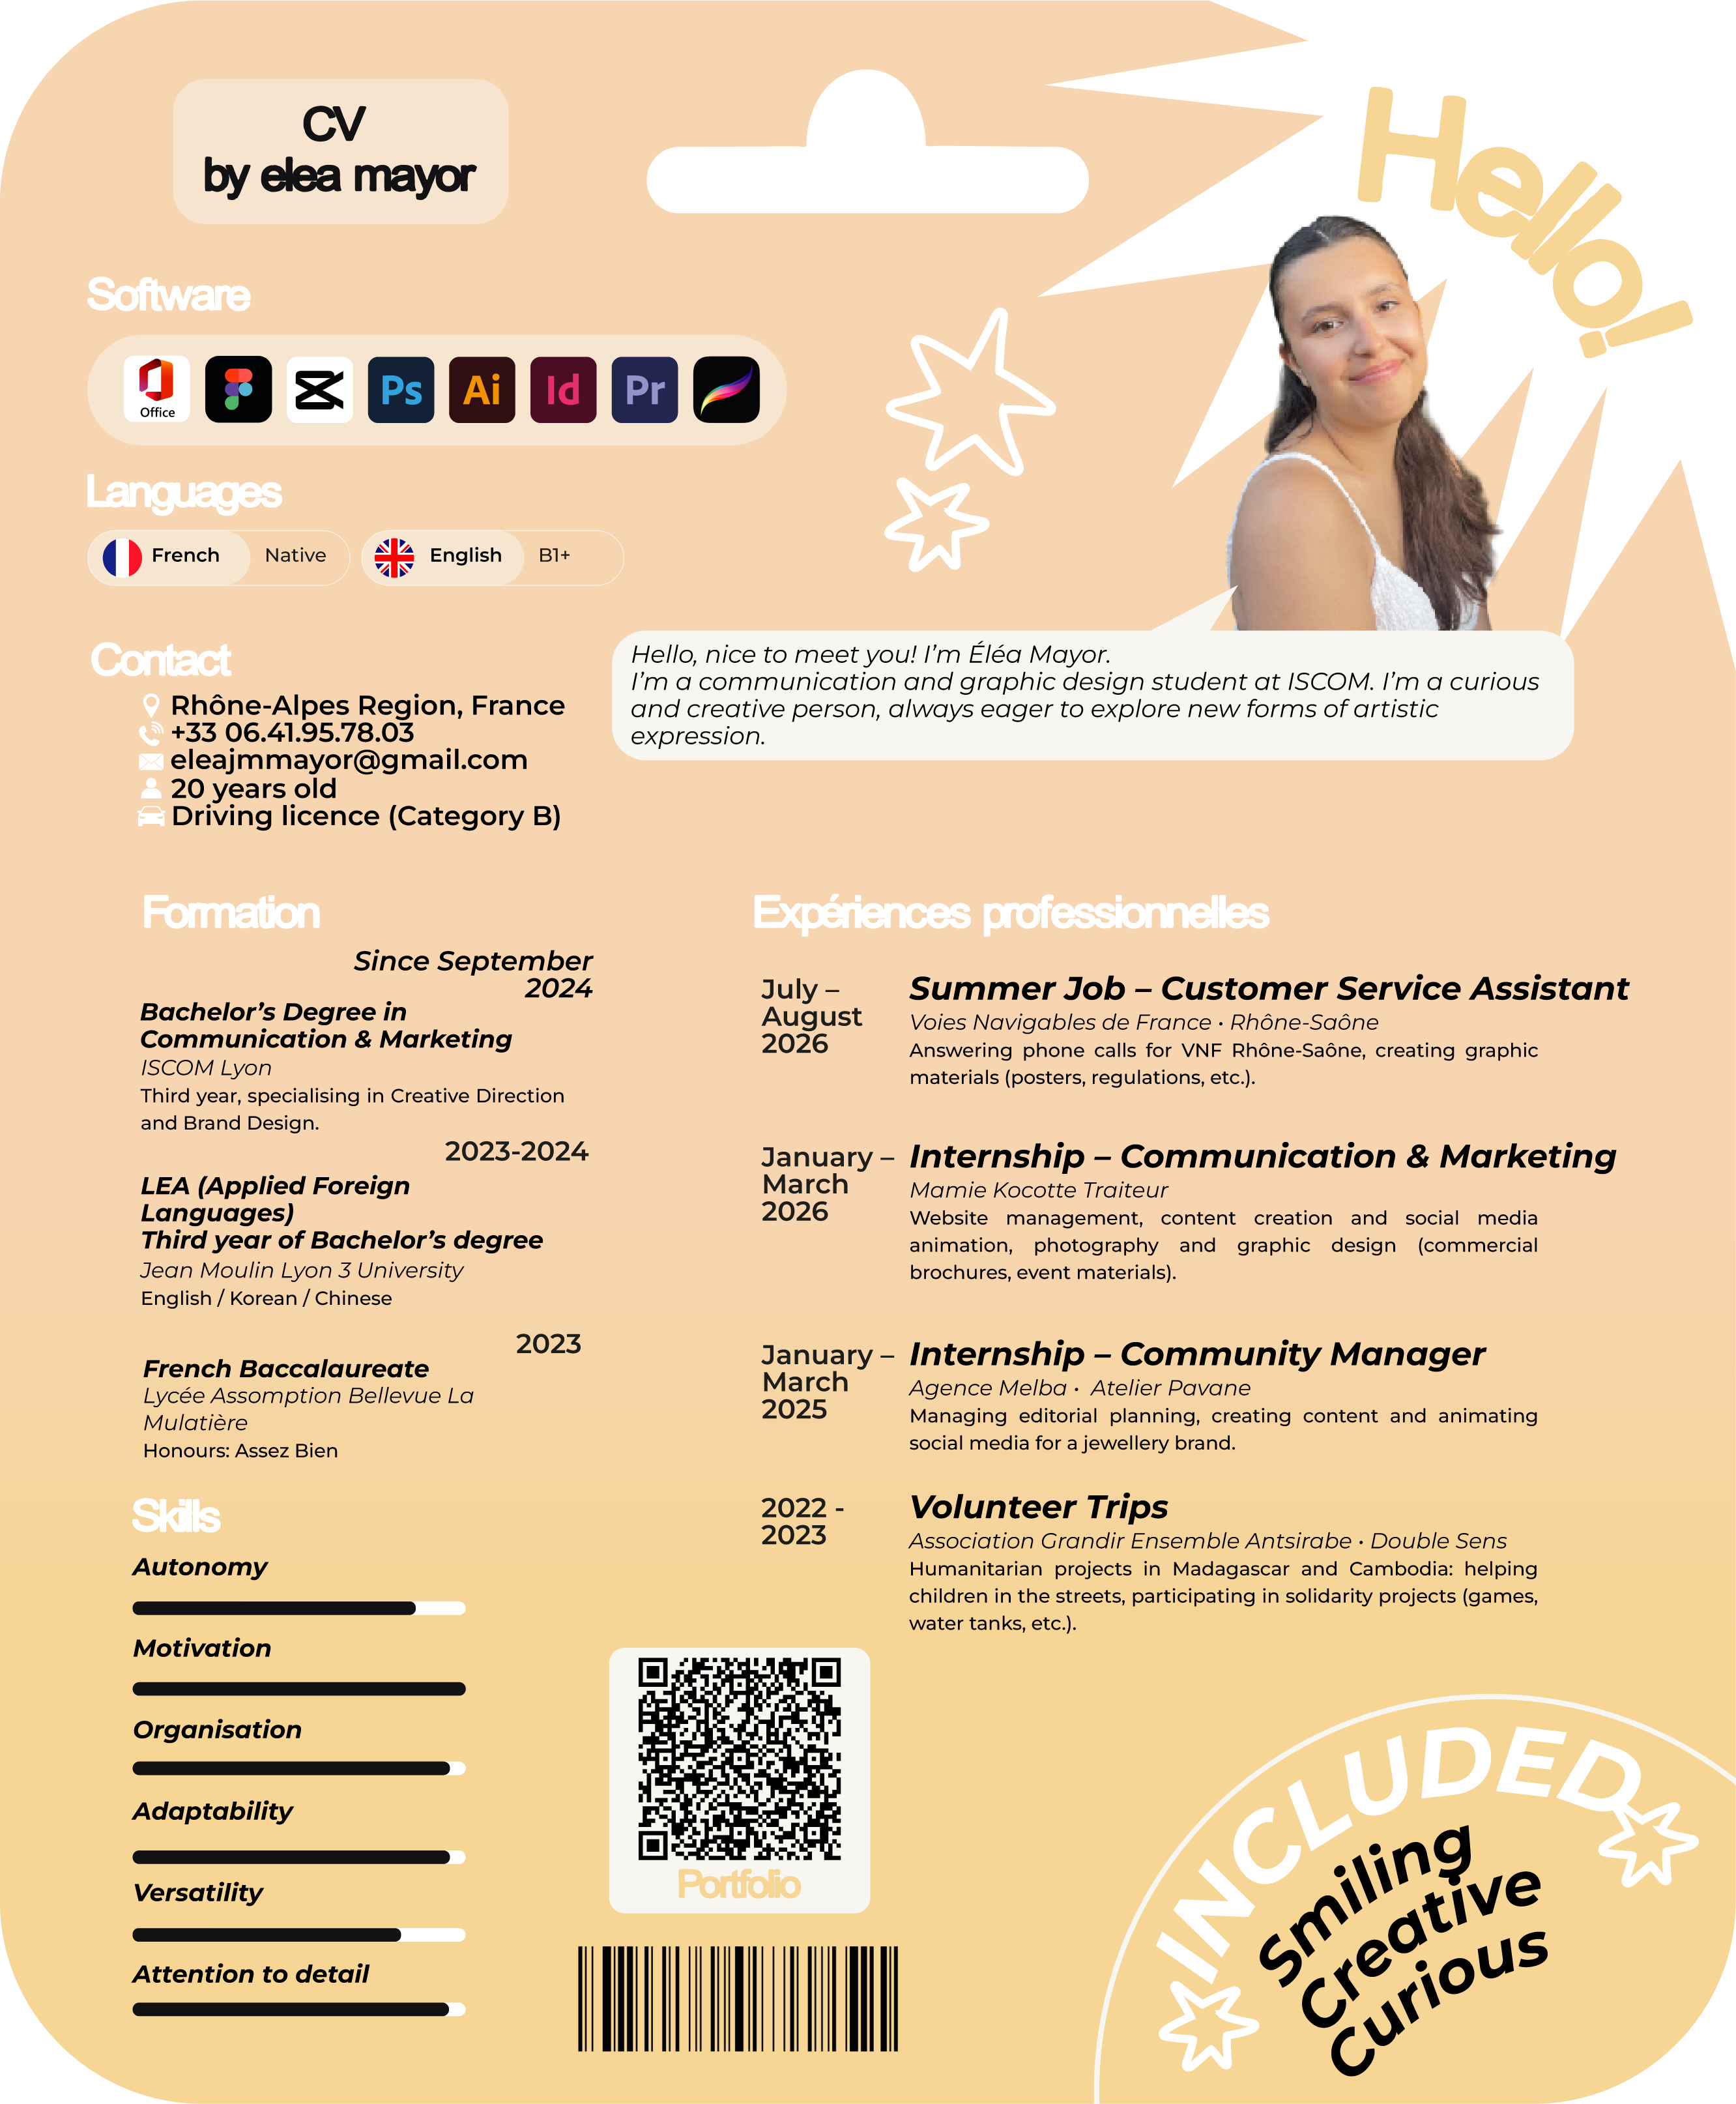 CV
by elea mayor
Hello!
Software
Office
Ps
Ai
Id
Pr
Languages
French
Native
English
B1+
Contact
Rhône-Alpes Region, France
+33 06.41.95.78.03
eleajmmayor@gmail.com
20 years old
Driving licence (Category B)
Hello, nice to meet you! I’m Éléa Mayor.
I’m a communication and graphic design student at ISCOM. I’m a curious
and creative person, always eager to explore new forms of artistic
expression.
Formation
Since September
2024
Bachelor’s Degree in
Communication & Marketing
ISCOM Lyon
Third year, specialising in Creative Direction
and Brand Design.
2023-2024
LEA (Applied Foreign
Languages)
Third year of Bachelor’s degree
Jean Moulin Lyon 3 University
English / Korean / Chinese
2023
French Baccalaureate
Lycée Assomption Bellevue La
Mulatière
Honours: Assez Bien
Skills
Autonomy
Motivation
Organisation
Adaptability
Versatility
Attention to detail
Expériences professionnelles
July –
August
2026
Summer Job – Customer Service Assistant
Voies Navigables de France • Rhône-Saône
Answering phone calls for VNF Rhône-Saône, creating graphic
materials (posters, regulations, etc.).
January –
March
2026
Internship – Communication & Marketing
Mamie Kocotte Traiteur
Website management, content creation and social media
animation, photography and graphic design (commercial
brochures, event materials).
January –
March
2025
Internship – Community Manager
Agence Melba • Atelier Pavane
Managing editorial planning, creating content and animating
social media for a jewellery brand.
2022 -
2023
Volunteer Trips
Association Grandir Ensemble Antsirabe • Double Sens
Humanitarian projects in Madagascar and Cambodia: helping
children in the streets, participating in solidarity projects (games,
water tanks, etc.).
Portfolio
INCLUDED
Smiling
Creative
Curious